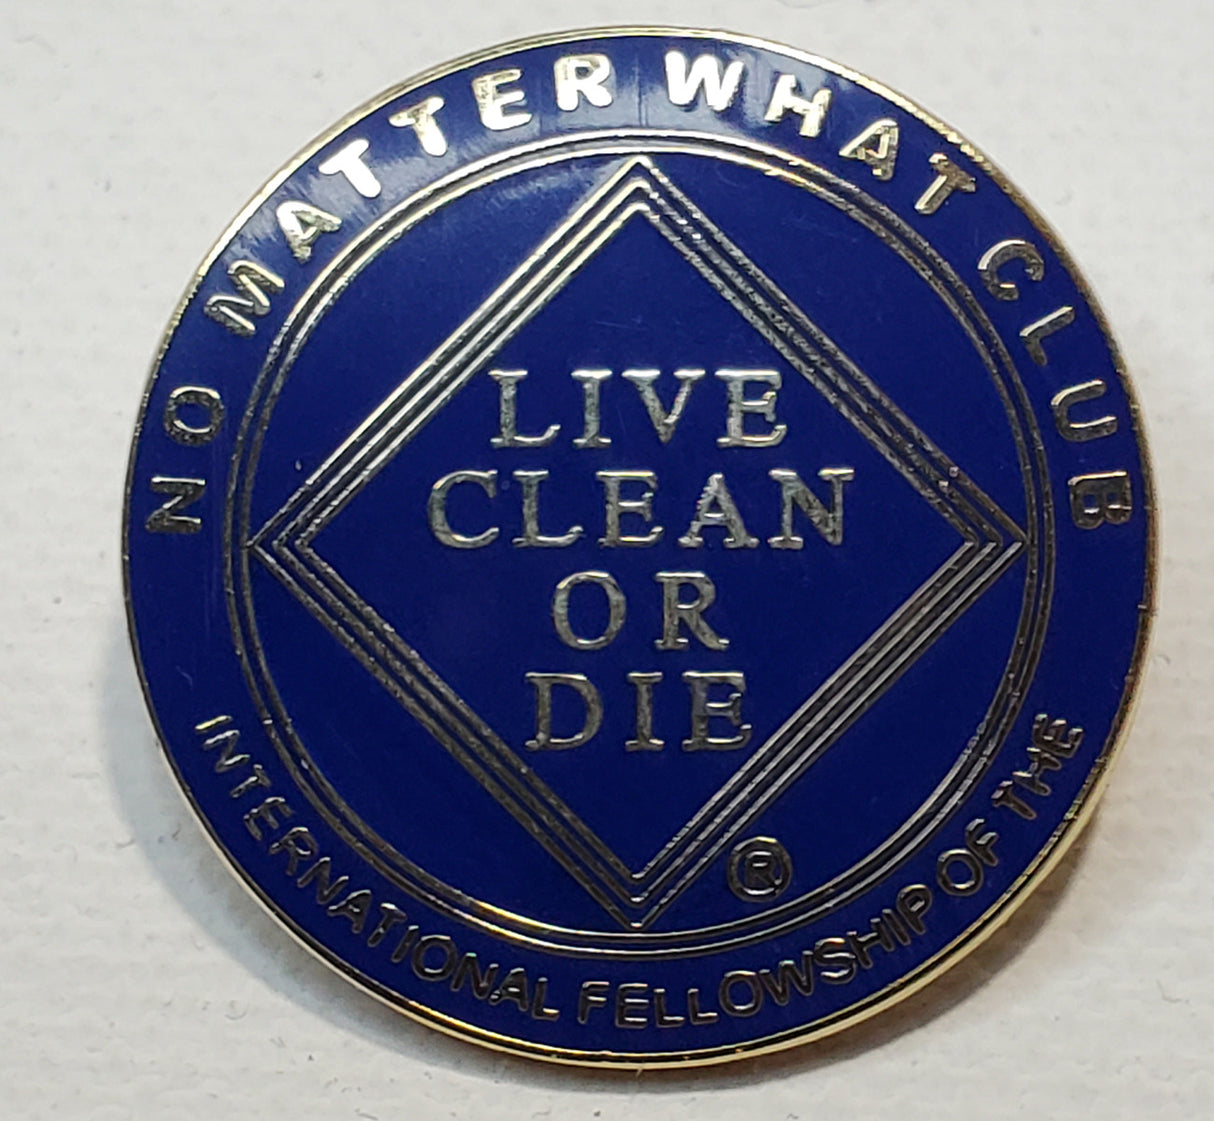 NO MATTER WHAT CLUB
LIVE
CLEAN
OR
DIE
®
INTERNATIONAL FELLOWSHIP OF THE